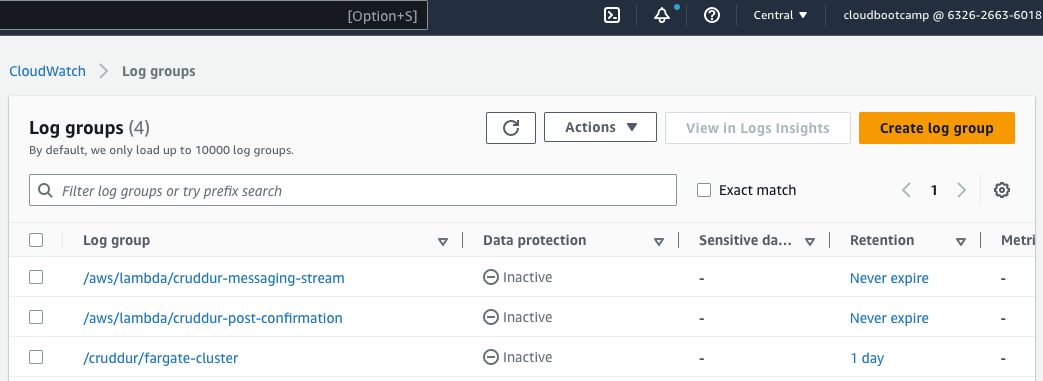 [Option+S]
Central
cloudbootcamp @ 6326-2663-6018
CloudWatch
Log groups
Log groups (4)
By default, we only load up to 10000 log groups.
Actions
View in Logs Insights
Create log group
Filter log groups or try prefix search
Exact match
1
Log group Data protection Sensitive da... Retention Metri
/aws/lambda/cruddur-messaging-stream Inactive - Never expire -
/aws/lambda/cruddur-post-confirmation Inactive - Never expire -
/cruddur/fargate-cluster Inactive - 1 day -